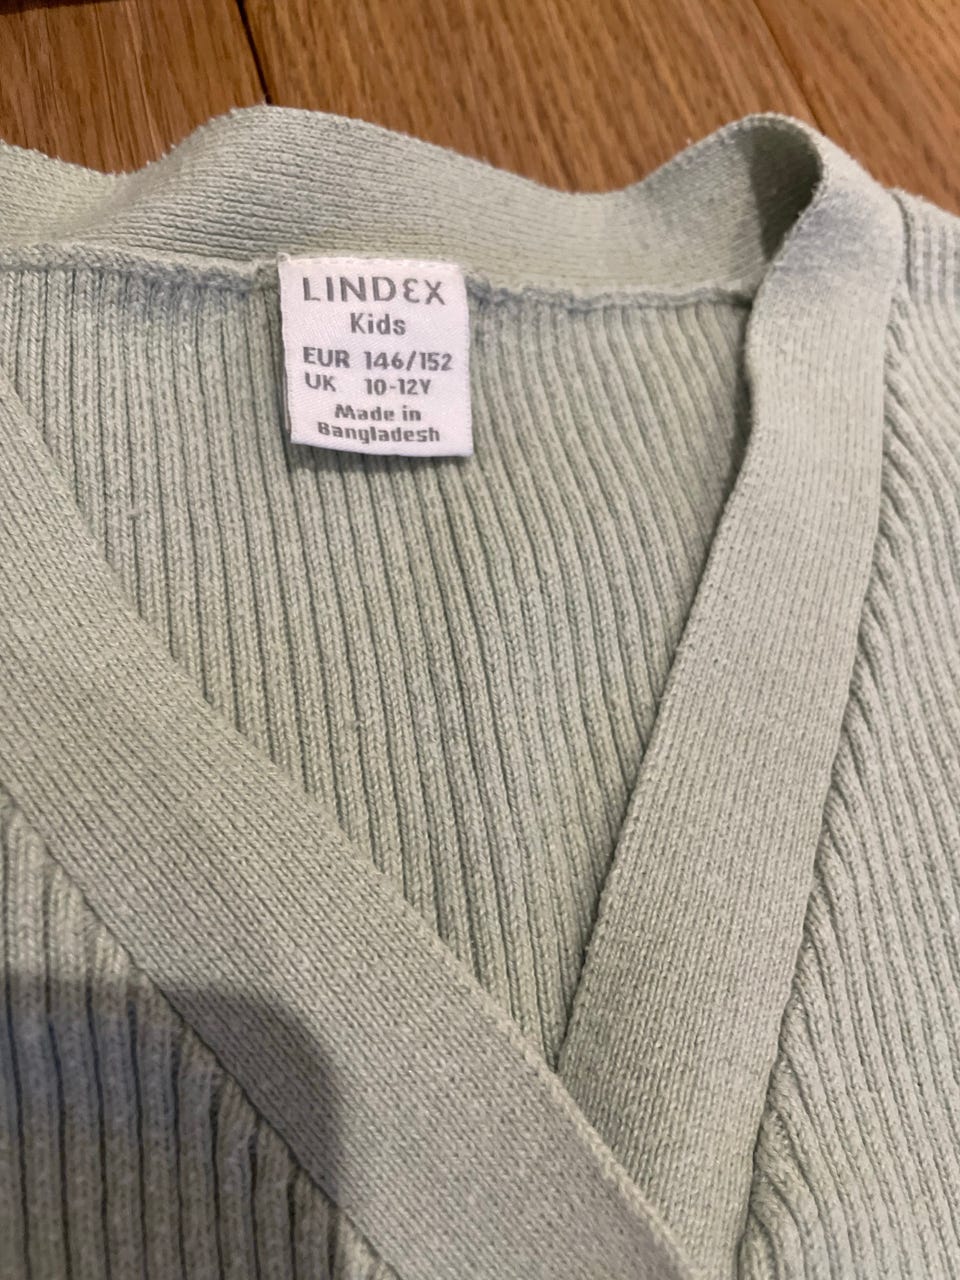 LINDEX
Kids
EUR 146/152
UK 10-12Y
Made in
Bangladesh